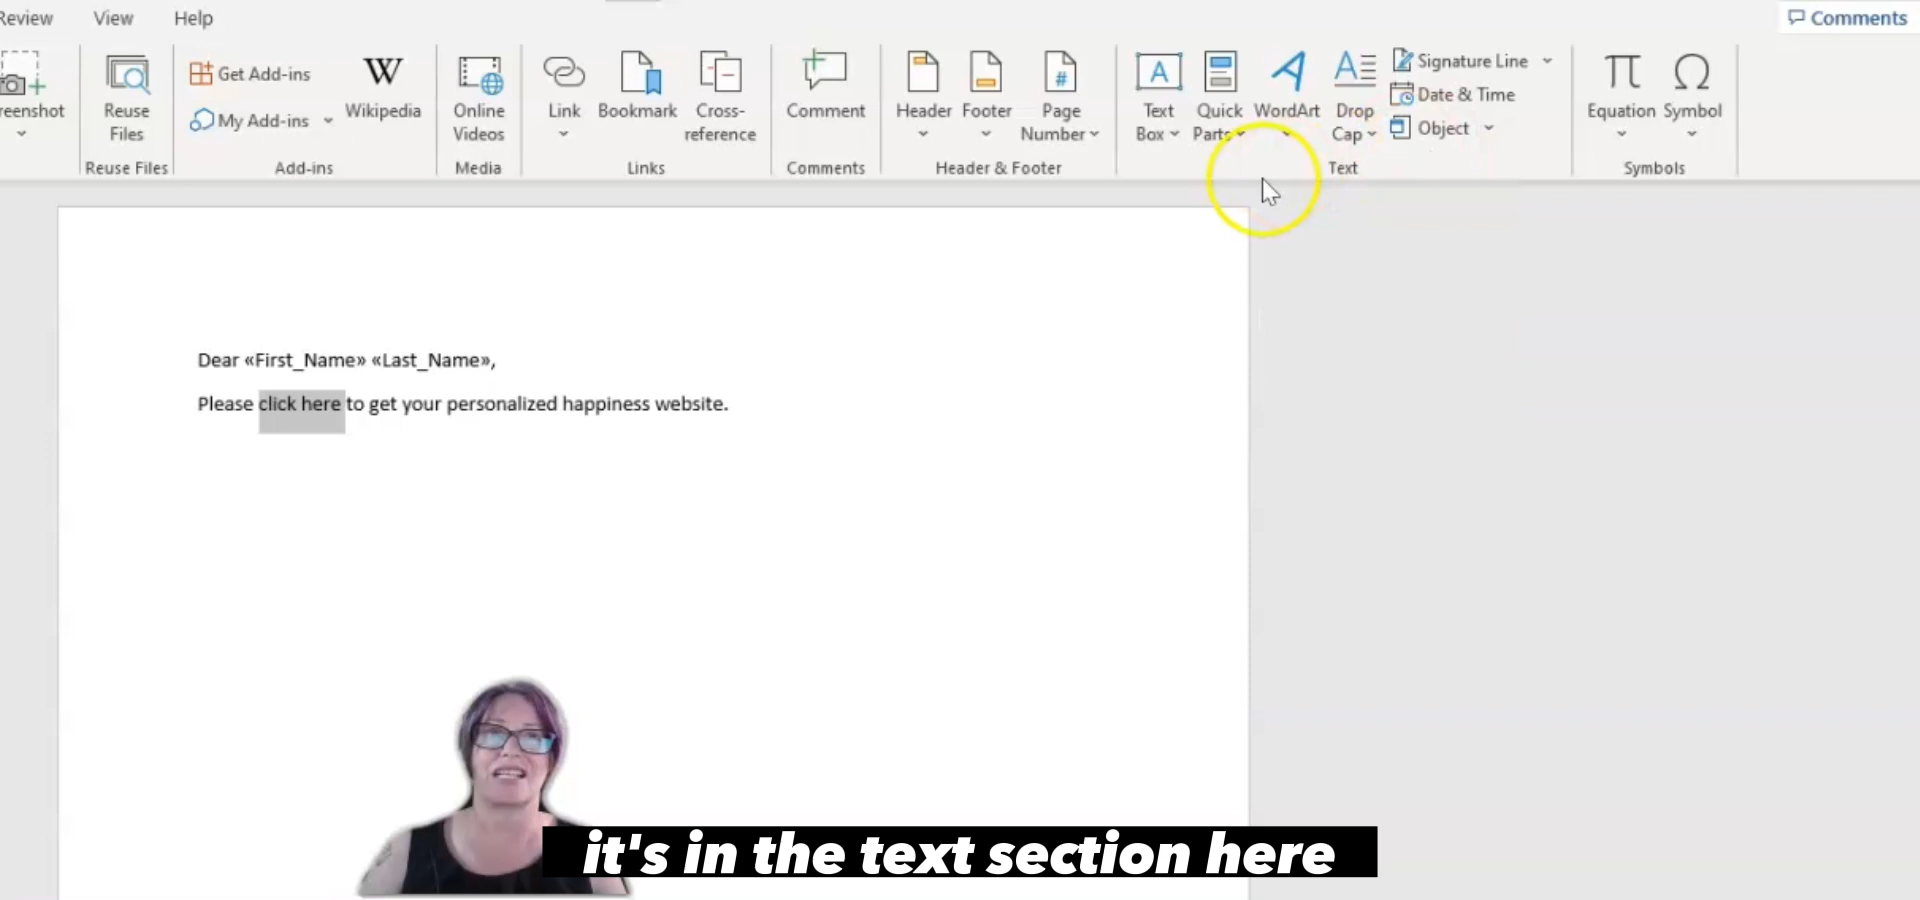 Review View Help Comments
Screenshot
Reuse Files
Get Add-ins
My Add-ins
W
Wikipedia
Online Videos
Link
Bookmark
Cross-reference
Comment
Header
Footer
#
Page Number
A
Text Box
Quick Parts
WordArt
Drop Cap
Signature Line
Date & Time
Object
π
Equation
Ω
Symbol
Reuse Files Add-ins Media Links Comments Header & Footer Text Symbols
Dear «First_Name» «Last_Name»,
Please click here to get your personalized happiness website.
it's in the text section here